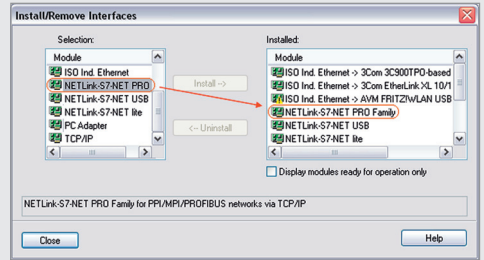 Install/Remove Interfaces
Selection:
Installed:
Module
ISO Ind. Ethernet
NETLink-S7-NET PRO
NETLink-S7-NET USB
NETLink-S7-NET lite
PC Adapter
TCP/IP
Install -->
<-- Uninstall
Module
ISO Ind. Ethernet -> 3Com 3C900TPO-based
ISO Ind. Ethernet -> 3Com EtherLink XL 10/1
ISO Ind. Ethernet -> AVM FRITZ!WLAN USB
NETLink-S7-NET PRO Family
NETLink-S7-NET USB
NETLink-S7-NET lite
Display modules ready for operation only
NETLink-S7-NET PRO Family for PPI/MPI/PROFIBUS networks via TCP/IP
Close
Help